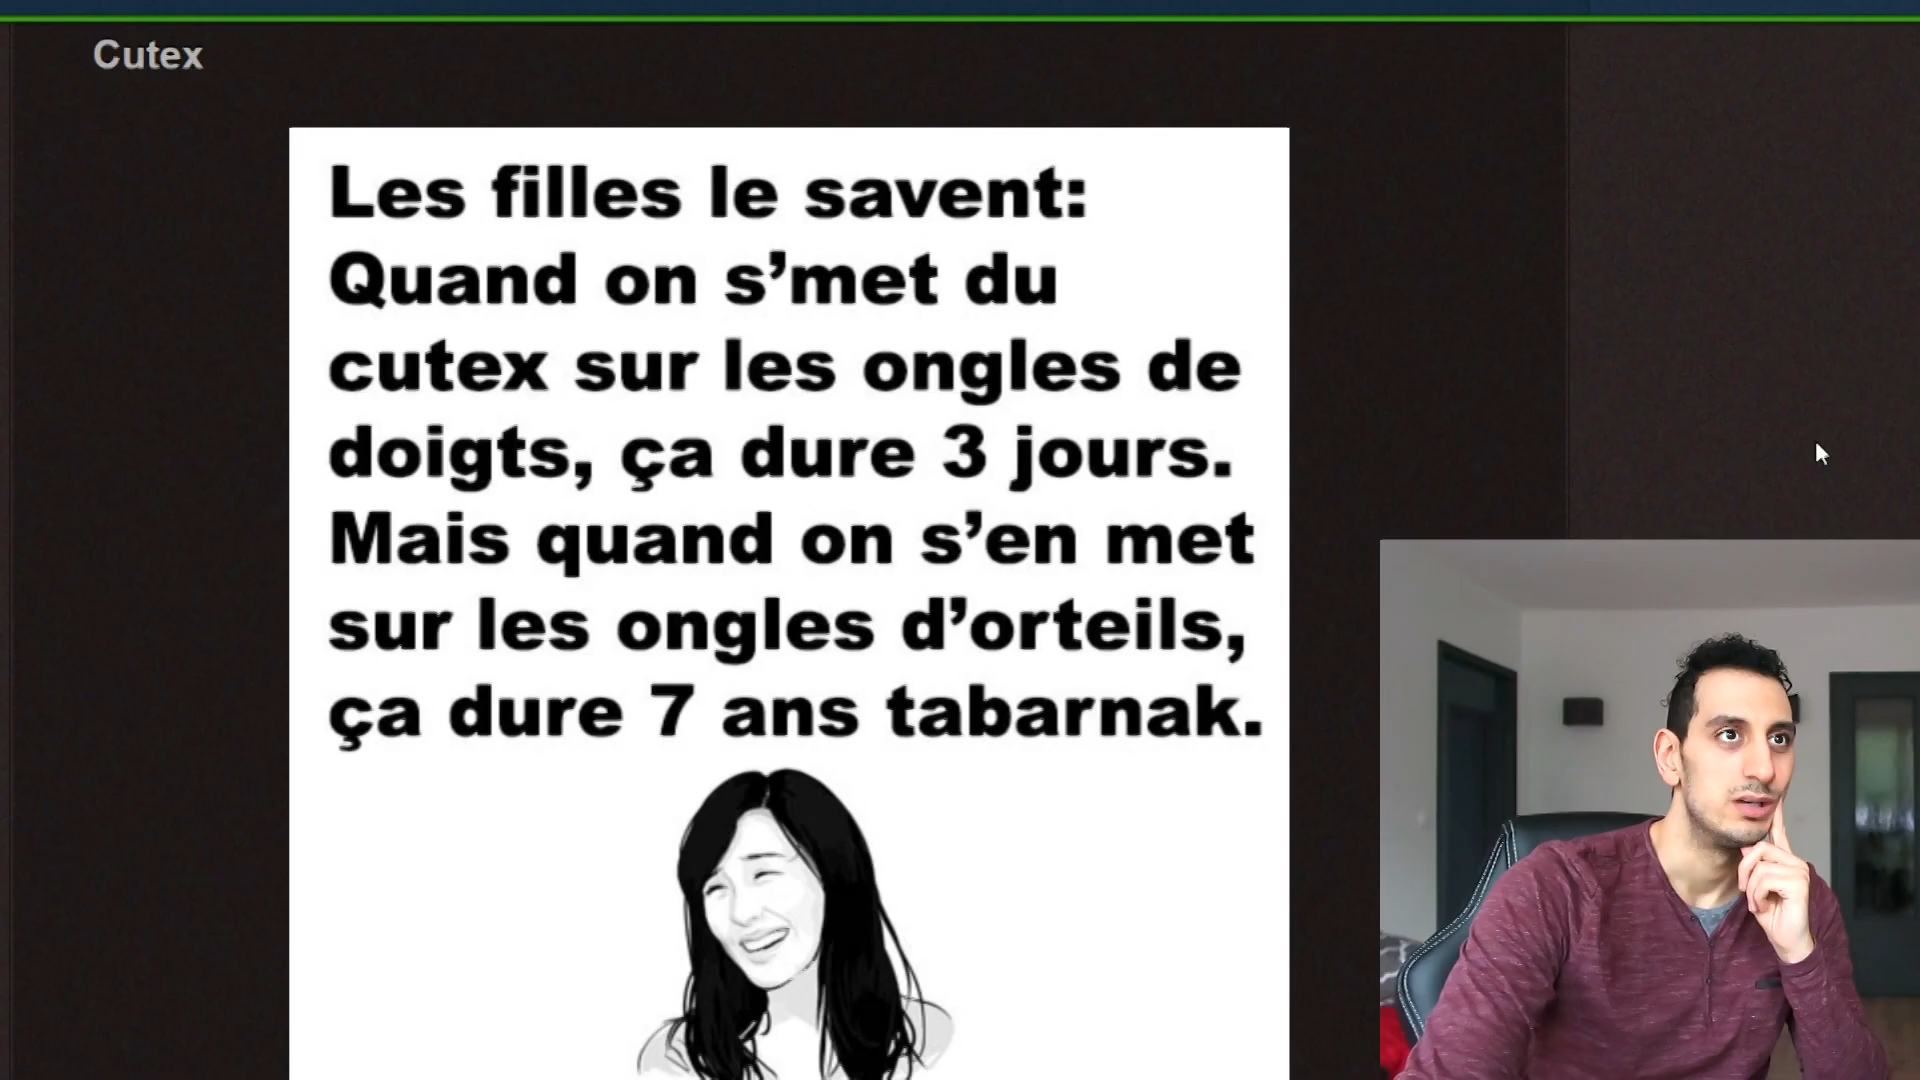 Cutex
Les filles le savent:
Quand on s’met du
cutex sur les ongles de
doigts, ça dure 3 jours.
Mais quand on s’en met
sur les ongles d’orteils,
ça dure 7 ans tabarnak.